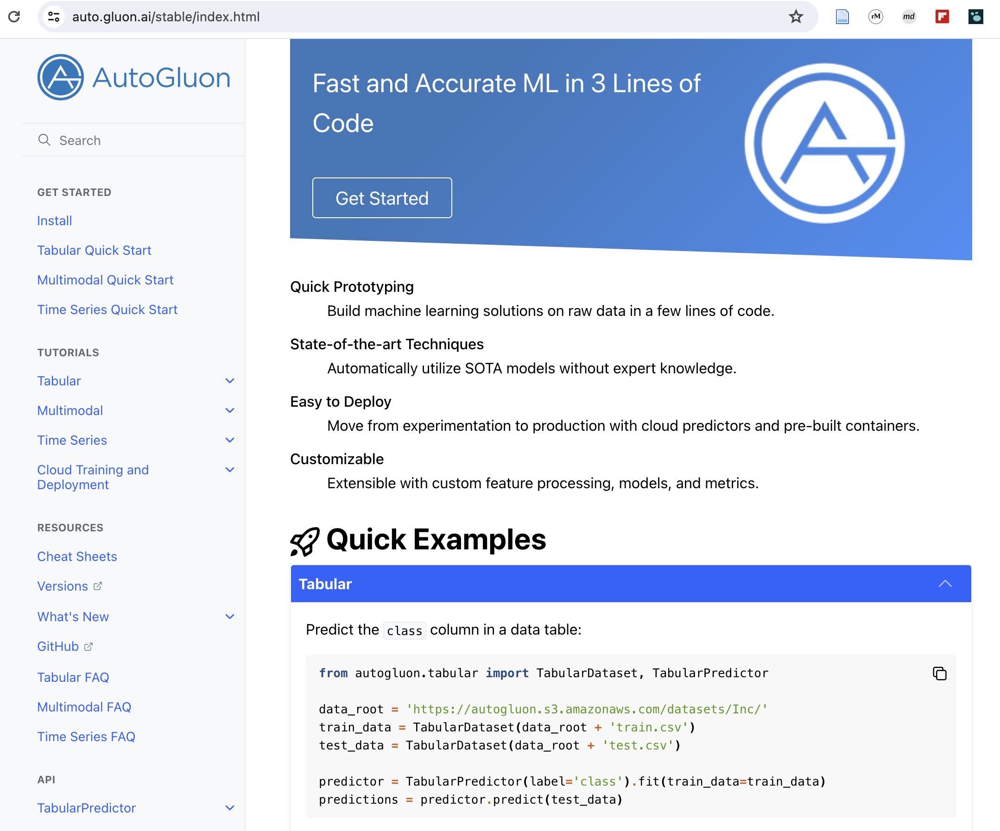 auto.gluon.ai/stable/index.html
rM
md
AutoGluon
Search
GET STARTED
Install
Tabular Quick Start
Multimodal Quick Start
Time Series Quick Start
TUTORIALS
Tabular
Multimodal
Time Series
Cloud Training and
Deployment
RESOURCES
Cheat Sheets
Versions
What's New
GitHub
Tabular FAQ
Multimodal FAQ
Time Series FAQ
API
TabularPredictor
Fast and Accurate ML in 3 Lines of
Code
Get Started
Quick Prototyping
Build machine learning solutions on raw data in a few lines of code.
State-of-the-art Techniques
Automatically utilize SOTA models without expert knowledge.
Easy to Deploy
Move from experimentation to production with cloud predictors and pre-built containers.
Customizable
Extensible with custom feature processing, models, and metrics.
Quick Examples
Tabular
Predict the class column in a data table:
from autogluon.tabular import TabularDataset, TabularPredictor
data_root = 'https://autogluon.s3.amazonaws.com/datasets/Inc/'
train_data = TabularDataset(data_root + 'train.csv')
test_data = TabularDataset(data_root + 'test.csv')
predictor = TabularPredictor(label='class').fit(train_data=train_data)
predictions = predictor.predict(test_data)